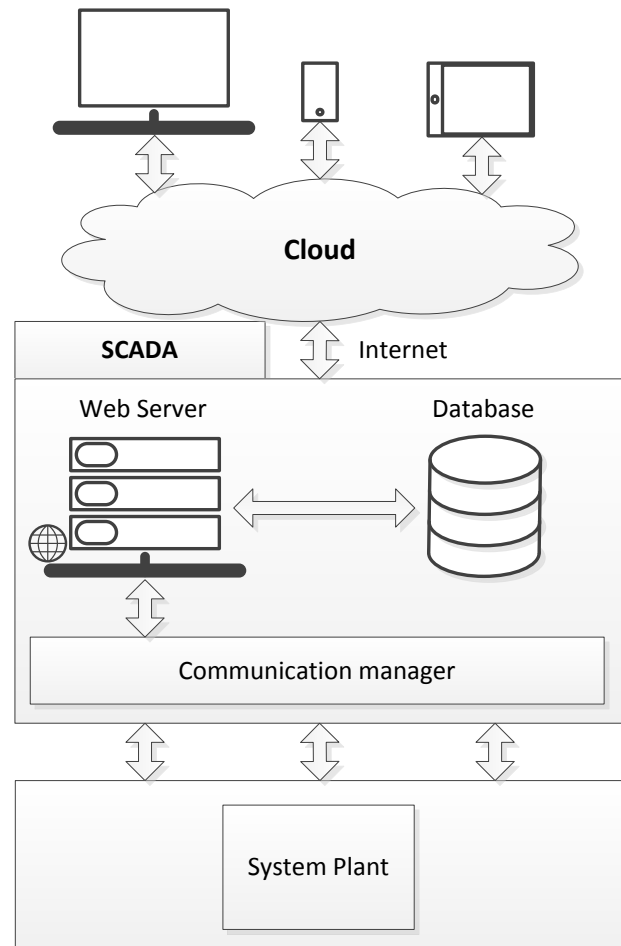 Cloud
SCADA
Internet
Web Server
Database
Communication manager
System Plant